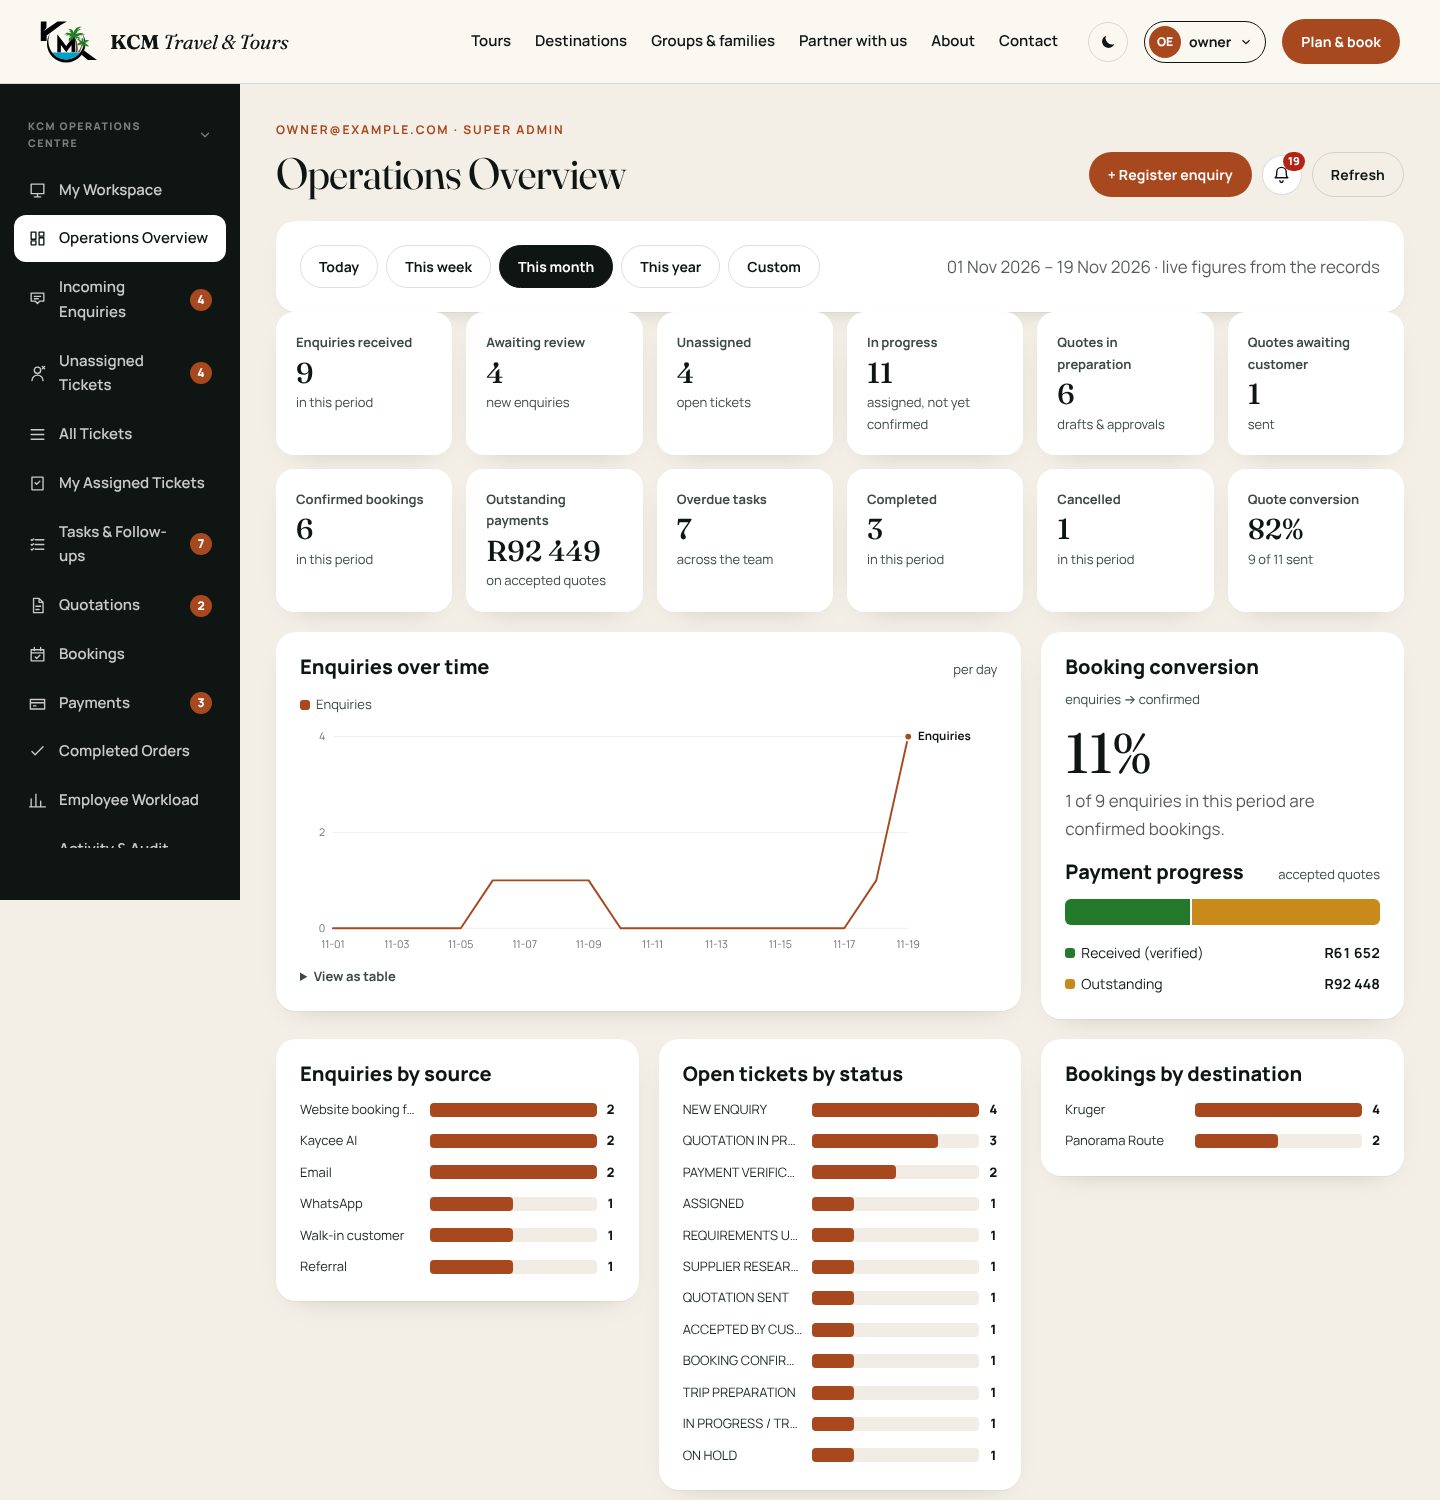 KCM Travel & Tours
Tours
Destinations
Groups & families
Partner with us
About
Contact
OE
owner
Plan & book
KCM OPERATIONS
CENTRE
My Workspace
Operations Overview
Incoming
Enquiries
4
Unassigned
Tickets
4
All Tickets
My Assigned Tickets
Tasks & Follow-
ups
7
Quotations
2
Bookings
Payments
3
Completed Orders
Employee Workload
Activity & Audit
OWNER@EXAMPLE.COM · SUPER ADMIN
Operations Overview
+ Register enquiry
19
Refresh
Today
This week
This month
This year
Custom
01 Nov 2026 – 19 Nov 2026 · live figures from the records
Enquiries received
9
in this period
Awaiting review
4
new enquiries
Unassigned
4
open tickets
In progress
11
assigned, not yet
confirmed
Quotes in
preparation
6
drafts & approvals
Quotes awaiting
customer
1
sent
Confirmed bookings
6
in this period
Outstanding
payments
R92 449
on accepted quotes
Overdue tasks
7
across the team
Completed
3
in this period
Cancelled
1
in this period
Quote conversion
82%
9 of 11 sent
Enquiries over time
per day
Enquiries
4
Enquiries
2
0
11-01
11-03
11-05
11-07
11-09
11-11
11-13
11-15
11-17
11-19
▶ View as table
Booking conversion
enquiries → confirmed
11%
1 of 9 enquiries in this period are
confirmed bookings.
Payment progress
accepted quotes
Received (verified)
R61 652
Outstanding
R92 448
Enquiries by source
Website booking f...
2
Kaycee AI
2
Email
2
WhatsApp
1
Walk-in customer
1
Referral
1
Open tickets by status
NEW ENQUIRY
4
QUOTATION IN PR...
3
PAYMENT VERIFIC...
2
ASSIGNED
1
REQUIREMENTS U...
1
SUPPLIER RESEAR...
1
QUOTATION SENT
1
ACCEPTED BY CUS...
1
BOOKING CONFIR...
1
TRIP PREPARATION
1
IN PROGRESS / TR...
1
ON HOLD
1
Bookings by destination
Kruger
4
Panorama Route
2